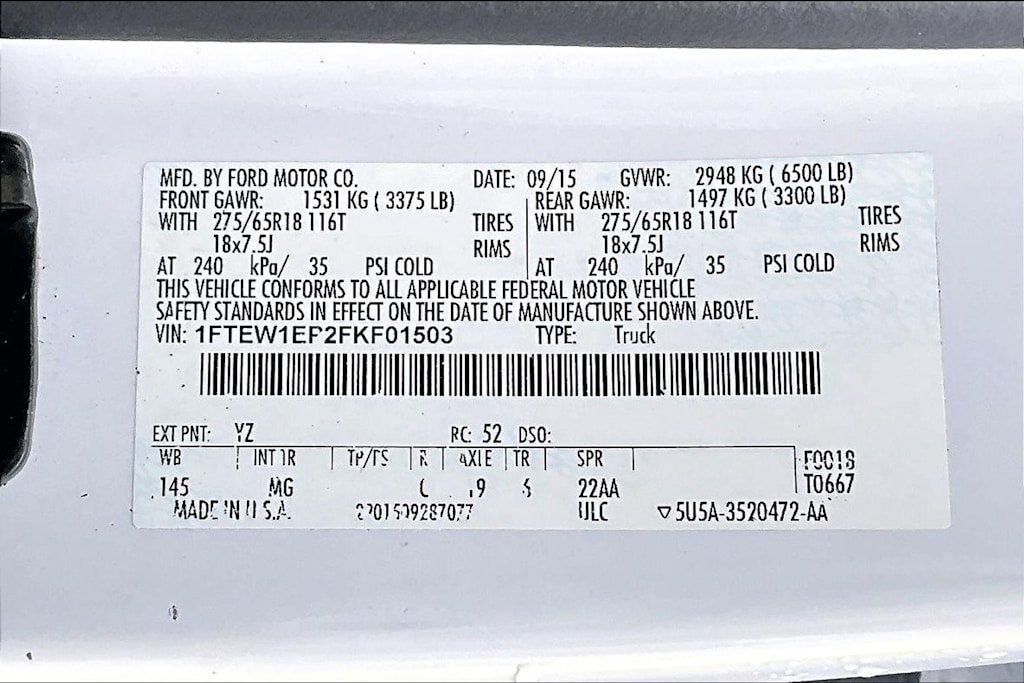 MFD. BY FORD MOTOR CO. DATE: 09/15 GVWR: 2948 KG ( 6500 LB)
FRONT GAWR: 1531 KG ( 3375 LB) REAR GAWR: 1497 KG ( 3300 LB)
WITH 275/65R18 116T TIRES WITH 275/65R18 116T TIRES
18x7.5J RIMS 18x7.5J RIMS
AT 240 kPa/ 35 PSI COLD AT 240 kPa/ 35 PSI COLD
THIS VEHICLE CONFORMS TO ALL APPLICABLE FEDERAL MOTOR VEHICLE
SAFETY STANDARDS IN EFFECT ON THE DATE OF MANUFACTURE SHOWN ABOVE.
VIN: 1FTEW1EP2FKF01503 TYPE: Truck
EXT PNT: YZ RC: 52 DSO:
WB INT TR TP/PS R AXLE TR SPR
145 MG 19 6 22AA T0667
MADE IN U.S.A. ULC ▽5U5A-3520472-AA